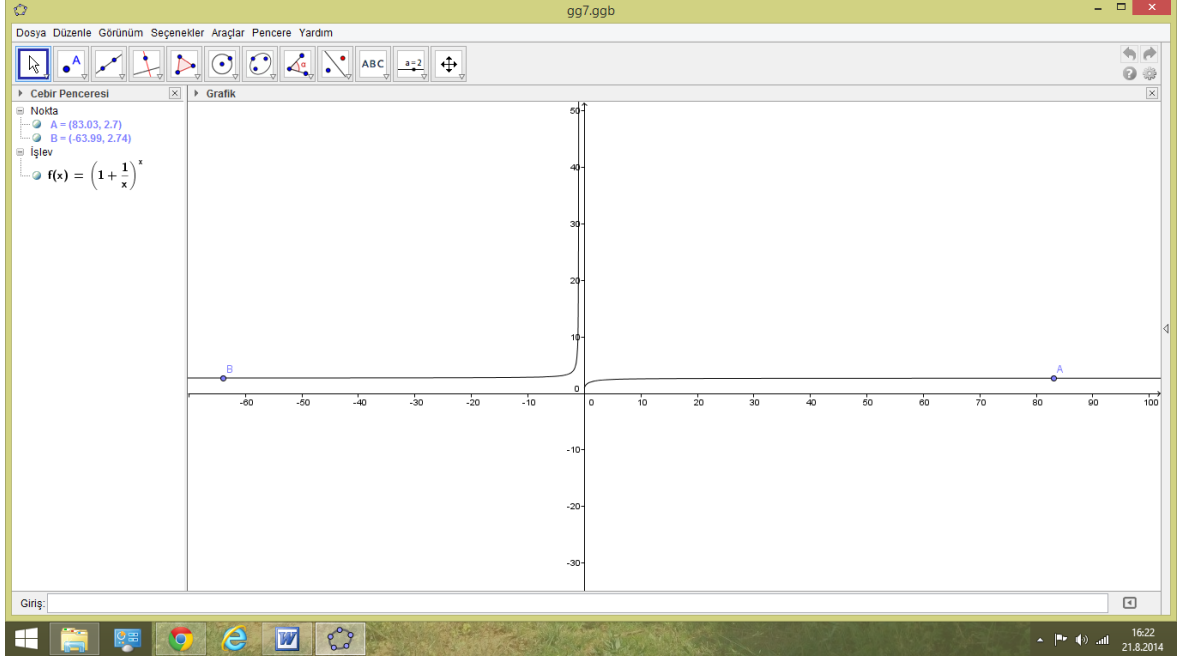 gg7.ggb
Dosya Düzenle Görünüm Seçenekler Araçlar Pencere Yardım
A ABC a=2
Cebir Penceresi
Grafik
Nokta
A = (83.03, 2.7)
B = (-63.99, 2.74)
İşlev
f(x) = (1 + 1/x)^x
50
40
30
20
10
0
-10
-20
-30
B
A
-60 -50 -40 -30 -20 -10 0 10 20 30 40 50 60 70 80 90 100
Giriş:
16:22
21.8.2014